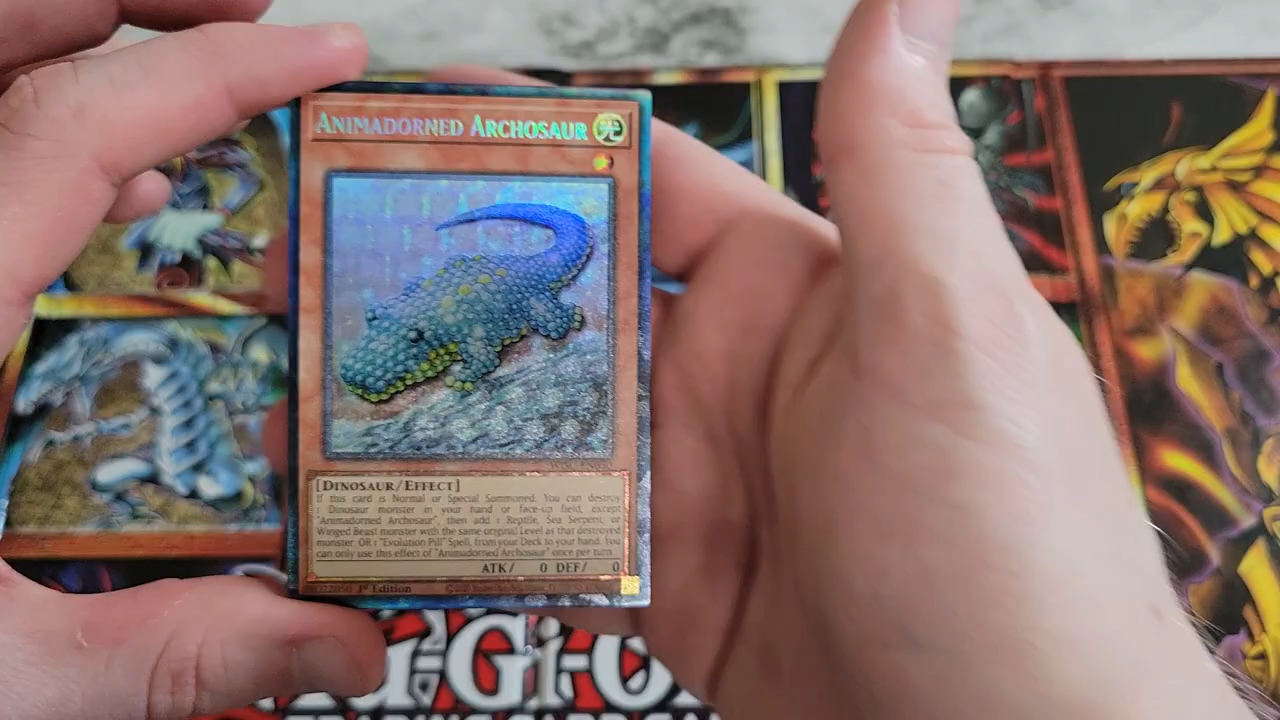 ANIMADORNED ARCHOSAUR
光
[DINOSAUR/EFFECT]
If this card is Normal or Special Summoned: You can destroy
1 Dinosaur monster in your hand or face-up field, except
"Animadorned Archosaur", then add 1 Reptile, Sea Serpent, or
Winged Beast monster with the same original Level as that destroyed
monster, OR 1 "Evolution Pill" Spell, from your Deck to your hand. You
can only use this effect of "Animadorned Archosaur" once per turn.
ATK/ 0 DEF/ 0
1st Edition
Yu-Gi-O
TRADING CARD GAM